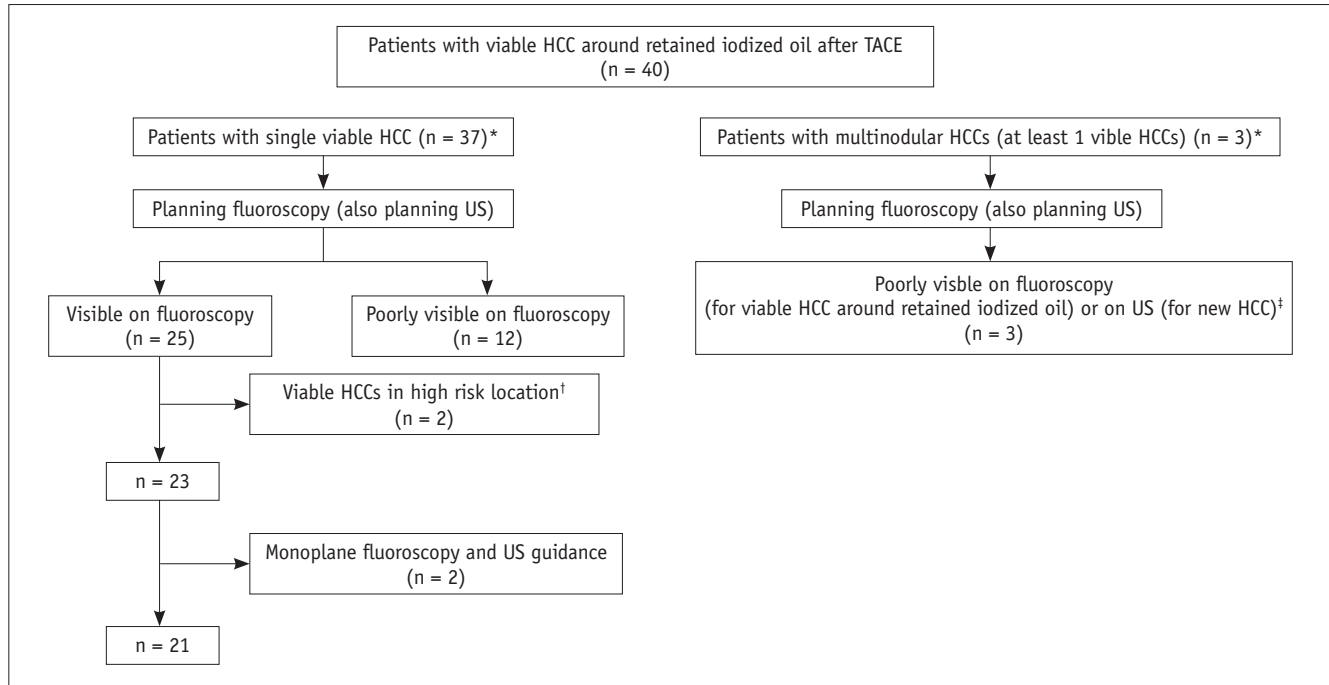 Patients with viable HCC around retained iodized oil after TACE
(n = 40)
Patients with single viable HCC (n = 37)*
Planning fluoroscopy (also planning US)
Visible on fluoroscopy
(n = 25)
Poorly visible on fluoroscopy
(n = 12)
Viable HCCs in high risk location†
(n = 2)
n = 23
Monoplane fluoroscopy and US guidance
(n = 2)
n = 21
Patients with multinodular HCCs (at least 1 vible HCCs) (n = 3)*
Planning fluoroscopy (also planning US)
Poorly visble on fluoroscopy
(for viable HCC around retained iodized oil) or on US (for new HCC)‡
(n = 3)